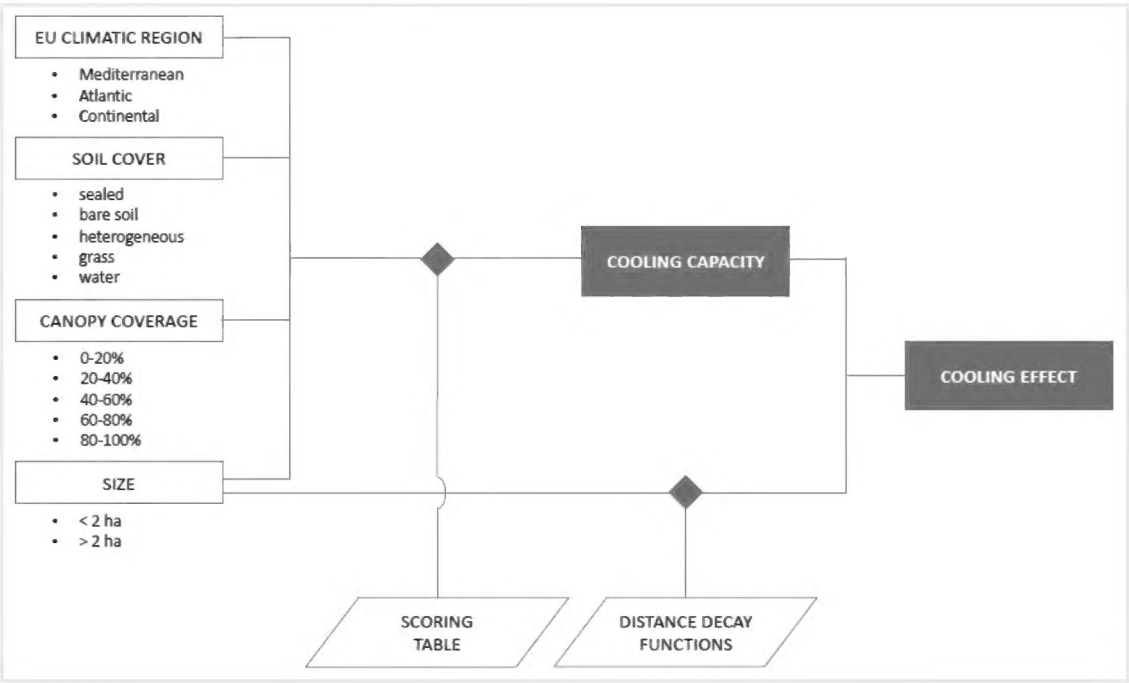 EU CLIMATIC REGION
• Mediterranean
• Atlantic
• Continental
SOIL COVER
• sealed
• bare soil
• heterogeneous
• grass
• water
CANOPY COVERAGE
• 0-20%
• 20-40%
• 40-60%
• 60-80%
• 80-100%
SIZE
• < 2 ha
• > 2 ha
COOLING CAPACITY
COOLING EFFECT
SCORING
TABLE
DISTANCE DECAY
FUNCTIONS